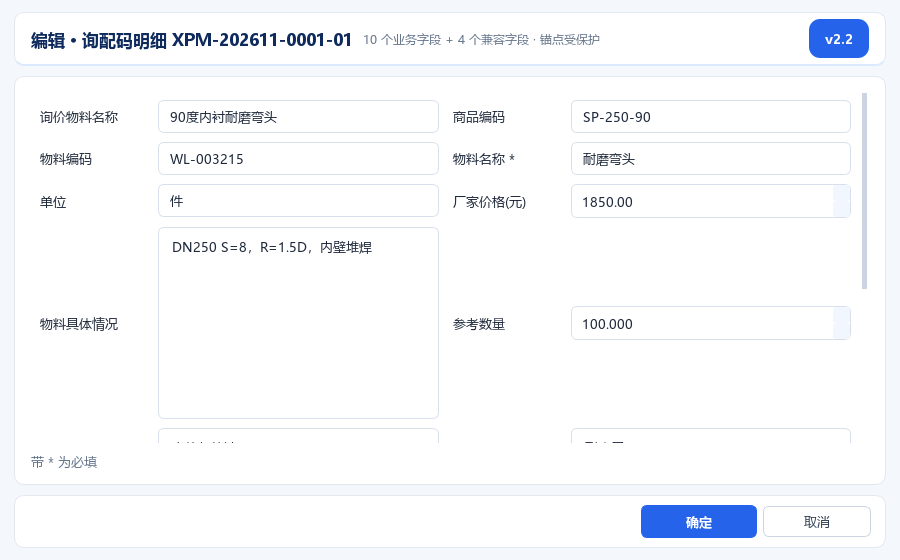 编辑 • 询配码明细 XPM-202611-0001-01 10 个业务字段 + 4 个兼容字段 · 锚点受保护 v2.2
询价物料名称 90度内衬耐磨弯头 商品编码 SP-250-90
物料编码 WL-003215 物料名称 * 耐磨弯头
单位 件 厂家价格(元) 1850.00
DN250 S=8，R=1.5D，内壁堆焊
物料具体情况 参考数量 100.000
带 * 为必填
确定 取消